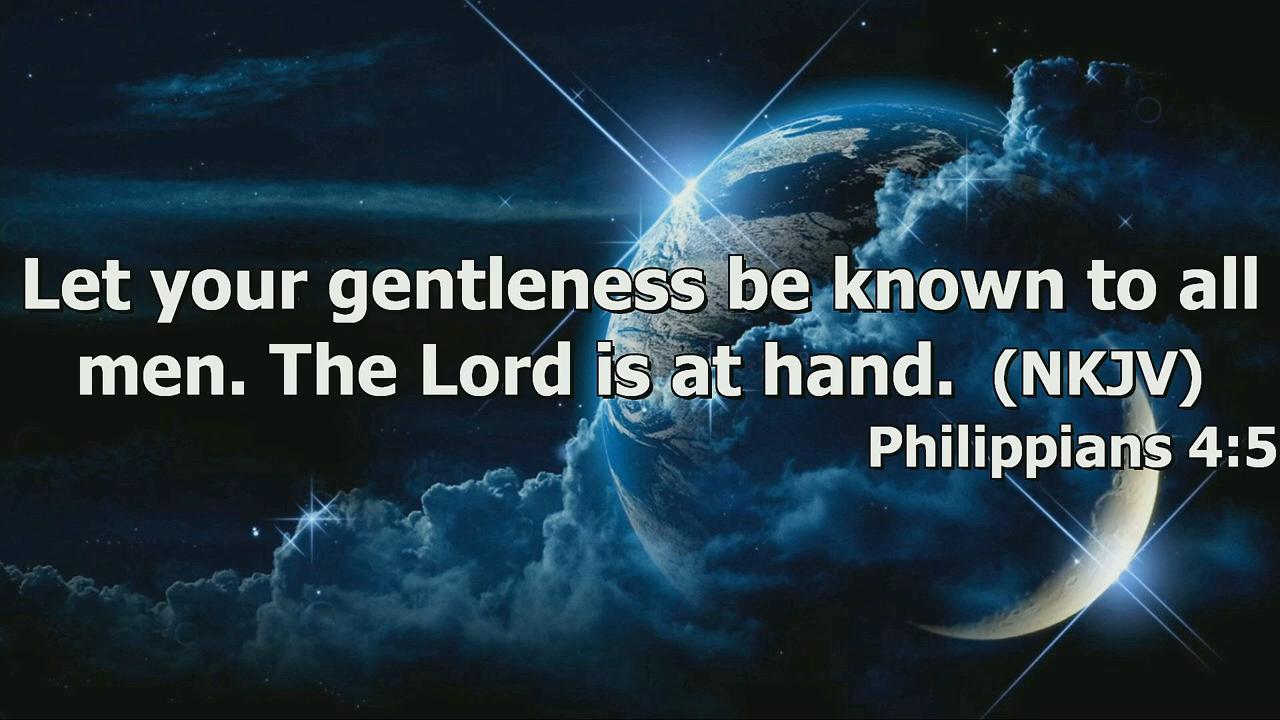 Let your gentleness be known to all
men. The Lord is at hand. (NKJV)
Philippians 4:5